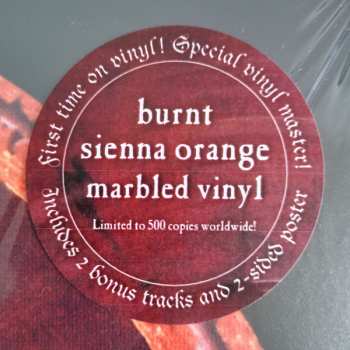 First time on vinyl! Special vinyl master!
burnt
sienna orange
marbled vinyl
Limited to 500 copies worldwide!
Includes 2 bonus tracks and 2-sided poster